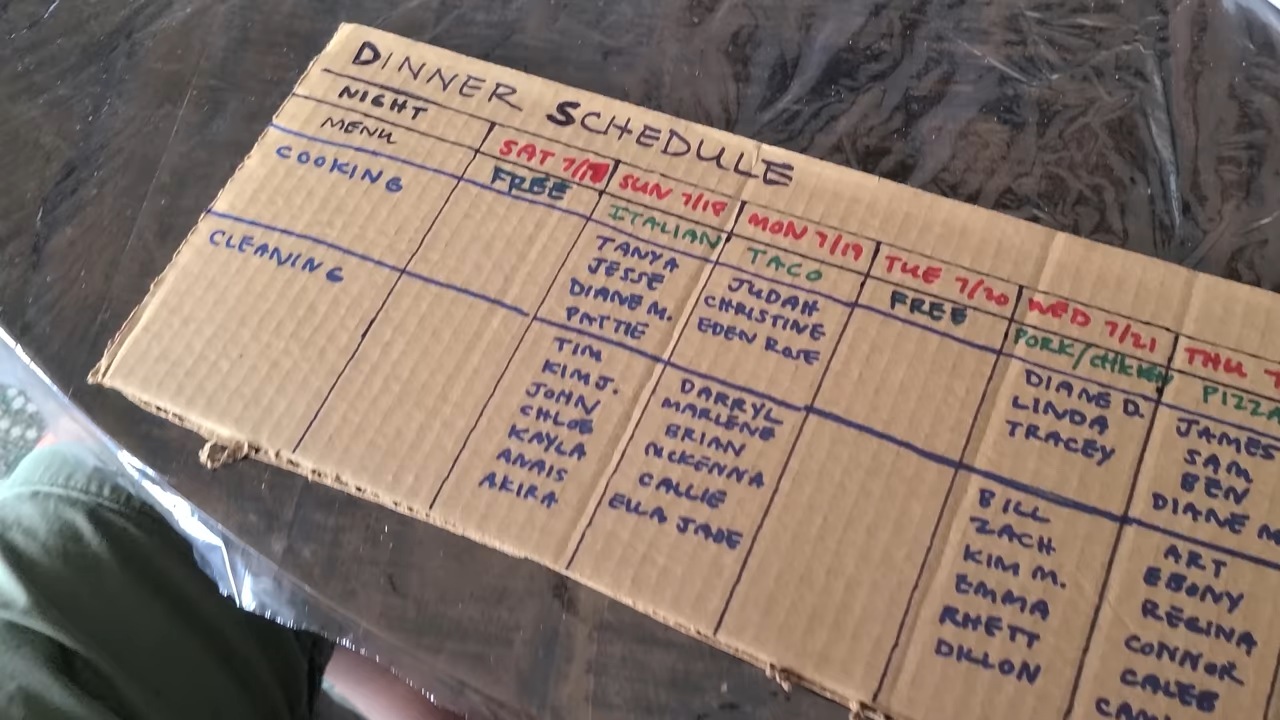 DINNER SCHEDULE
NIGHT
SAT 7/18
SUN 7/18
MON 7/19
TUE 7/20
WED 7/21
THU 7
MENU
FREE
ITALIAN
TACO
FREE
PORK/CHKEN
PIZZA
COOKING
TANYA
JESSE
DIANE M.
PATTIE
JUDAH
CHRISTINE
EDEN ROSE
DIANE D.
LINDA
TRACEY
JAMES
SAM
BEN
DIANE M
CLEANING
TIM
KIM J.
JOHN
CHLOE
KAYLA
ANAIS
AKIRA
DARRYL
MARLENE
BRIAN
MCKENNA
CALLIE
ELLA JADE
BILL
ZACH
KIM M.
EMMA
RHETT
DILLON
ART
EBONY
REGINA
CONNOR
CALEB